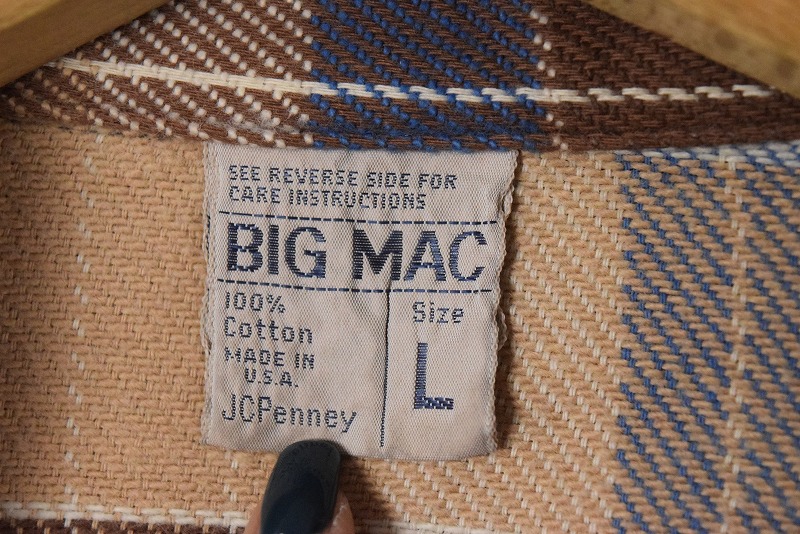 SEE REVERSE SIDE FOR
CARE INSTRUCTIONS
BIG MAC
100%
Cotton
MADE IN
U.S.A.
JCPenney
Size
L